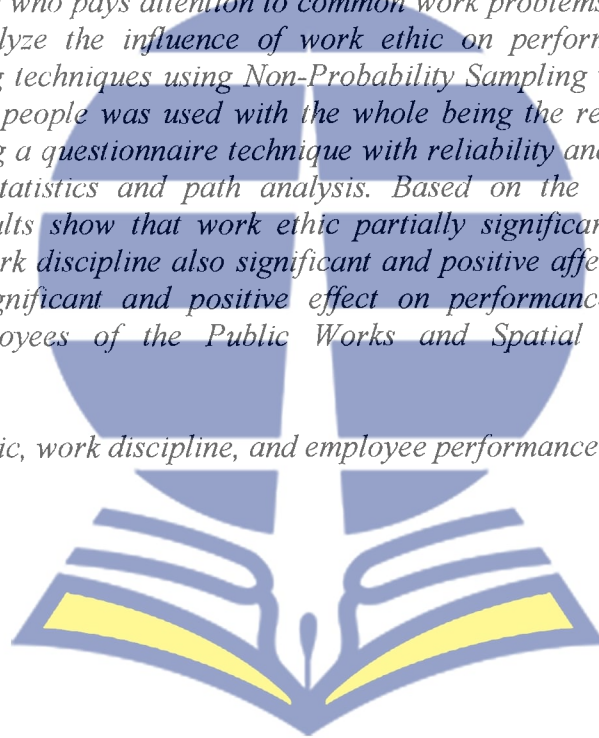 who pays attention to common work problems
lyze the influence of work ethic on perform
g techniques using Non-Probability Sampling
people was used with the whole being the re
g a questionnaire technique with reliability and
tatistics and path analysis. Based on the
ults show that work ethic partially significan
rk discipline also significant and positive affe
gnificant and positive effect on performanc
oyees of the Public Works and Spatial
ic, work discipline, and employee performance